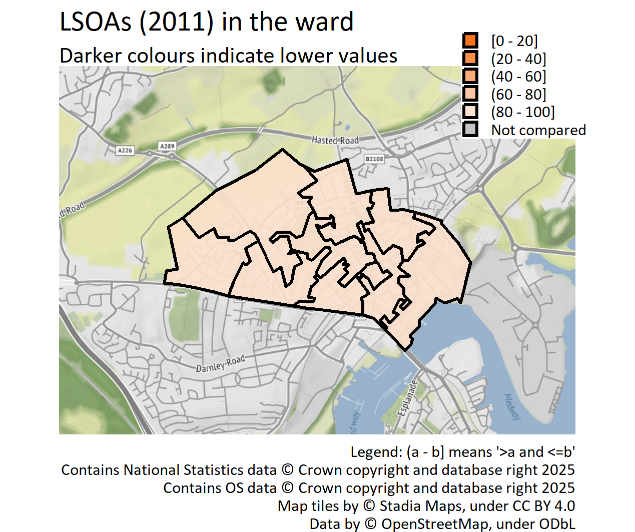 LSOAs (2011) in the ward
Darker colours indicate lower values
[0 - 20]
(20 - 40]
(40 - 60]
(60 - 80]
(80 - 100]
Not compared
Hasted Road
A226
A289
B2108
d Road
Darnley Road
Esplanade
Medway
dway
Legend: (a - b] means '>a and <=b'
Contains National Statistics data © Crown copyright and database right 2025
Contains OS data © Crown copyright and database right 2025
Map tiles by © Stadia Maps, under CC BY 4.0
Data by © OpenStreetMap, under ODbL